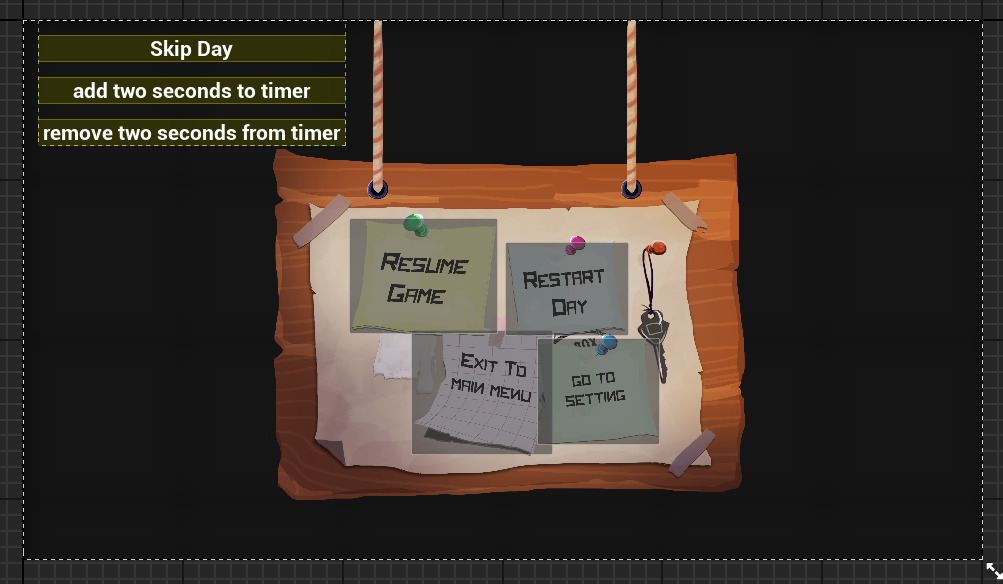 Skip Day
add two seconds to timer
remove two seconds from timer
RESUME
GAME
RESTART
DAY
EXIT TO
MAIN MENU
GO TO
SETTING